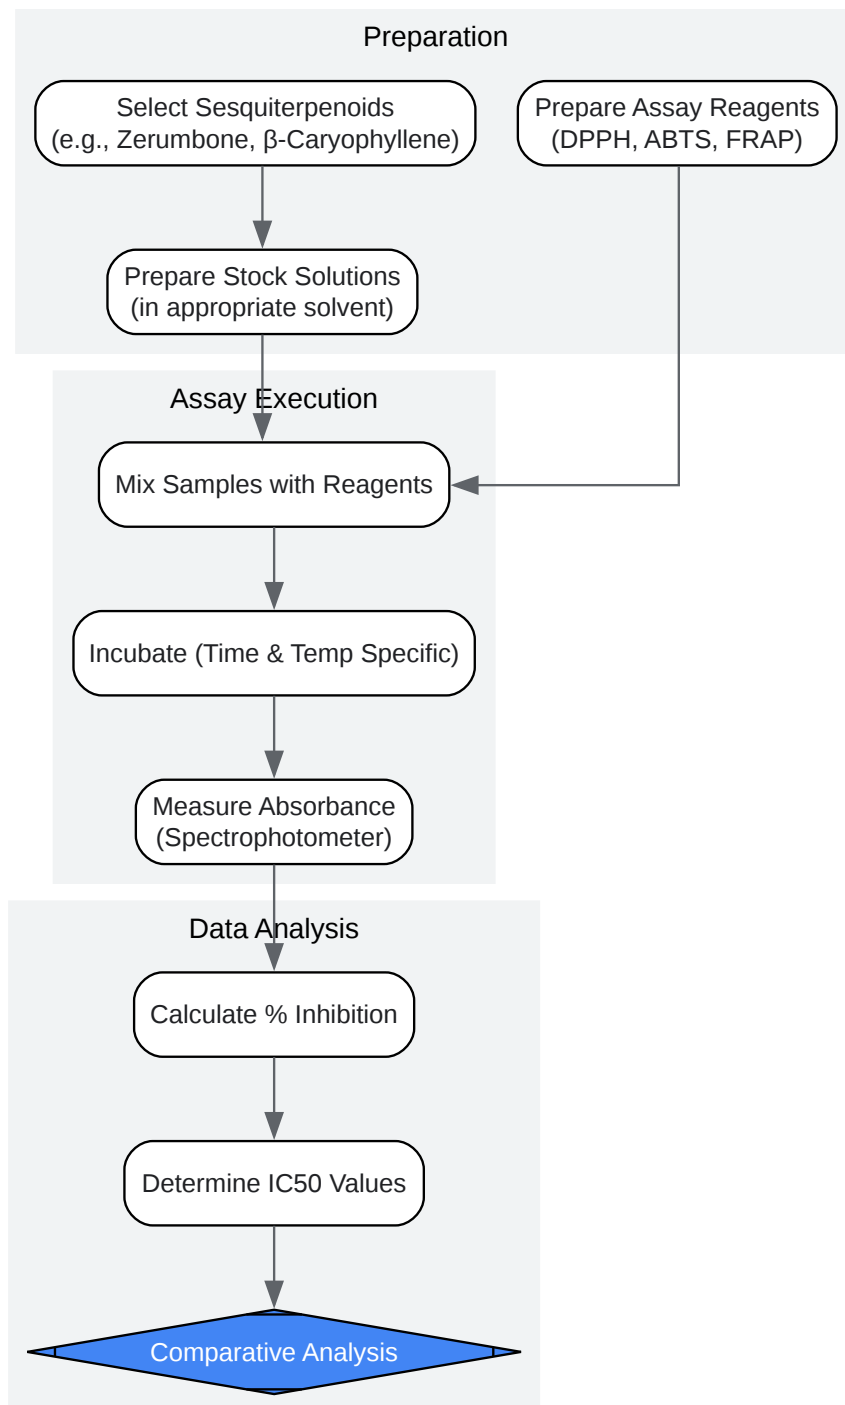 Preparation
Select Sesquiterpenoids
(e.g., Zerumbone, β-Caryophyllene)
Prepare Assay Reagents
(DPPH, ABTS, FRAP)
Prepare Stock Solutions
(in appropriate solvent)
Assay Execution
Mix Samples with Reagents
Incubate (Time & Temp Specific)
Measure Absorbance
(Spectrophotometer)
Data Analysis
Calculate % Inhibition
Determine IC50 Values
Comparative Analysis